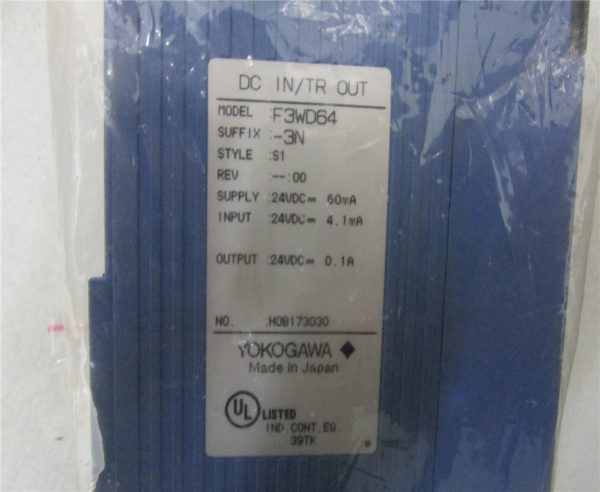 DC IN/TR OUT
MODEL :F3WD64
SUFFIX :-3N
STYLE :S1
REV :--:00
SUPPLY :24VDC⎓ 60mA
INPUT :24VDC⎓ 4.1mA
OUTPUT :24VDC⎓ 0.1A
NO. :HOB173030
YOKOGAWA ◆
Made in Japan
UL LISTED
IND.CONT.EQ.
39TK